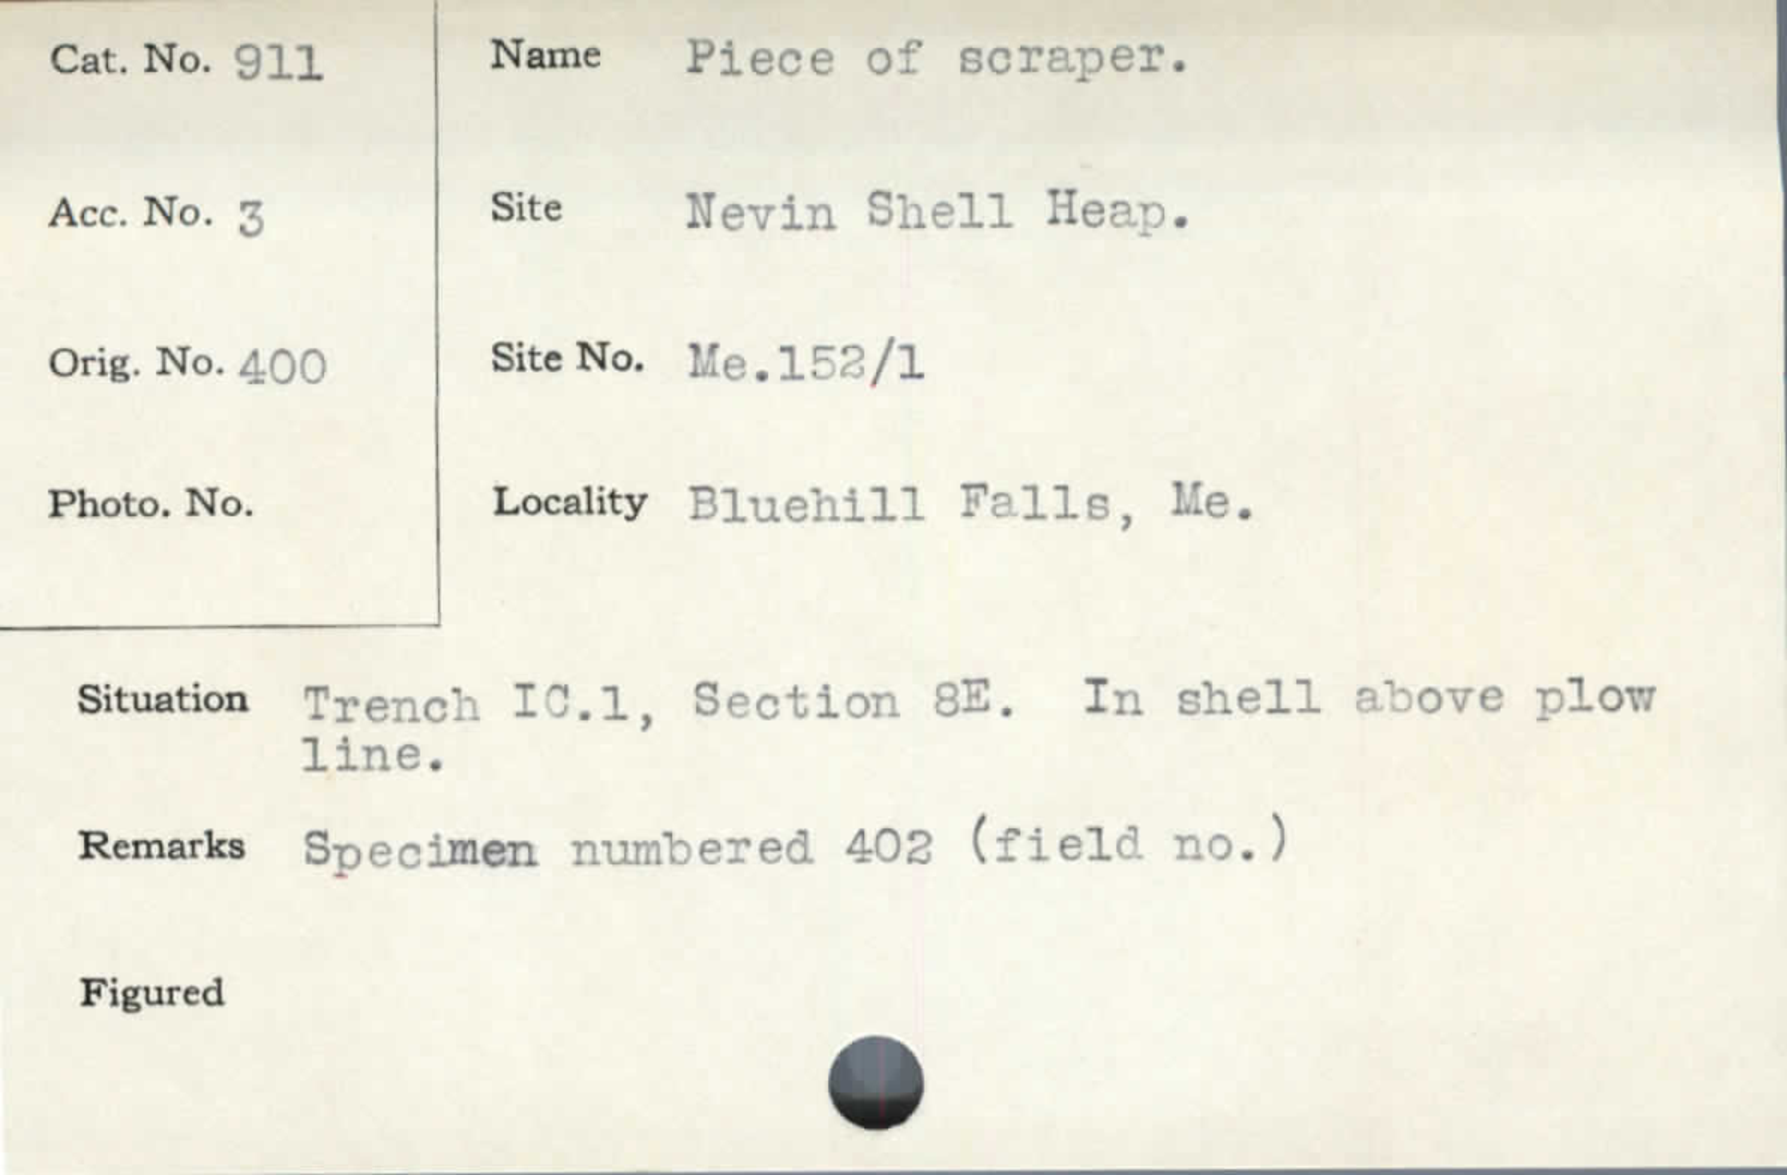 Cat. No. 911
Name Piece of scraper.
Acc. No. 3
Site Nevin Shell Heap.
Orig. No. 400
Site No. Me.152/1
Photo. No.
Locality Bluehill Falls, Me.
Situation Trench IC.1, Section 8E. In shell above plow
line.
Remarks Specimen numbered 402 (field no.)
Figured